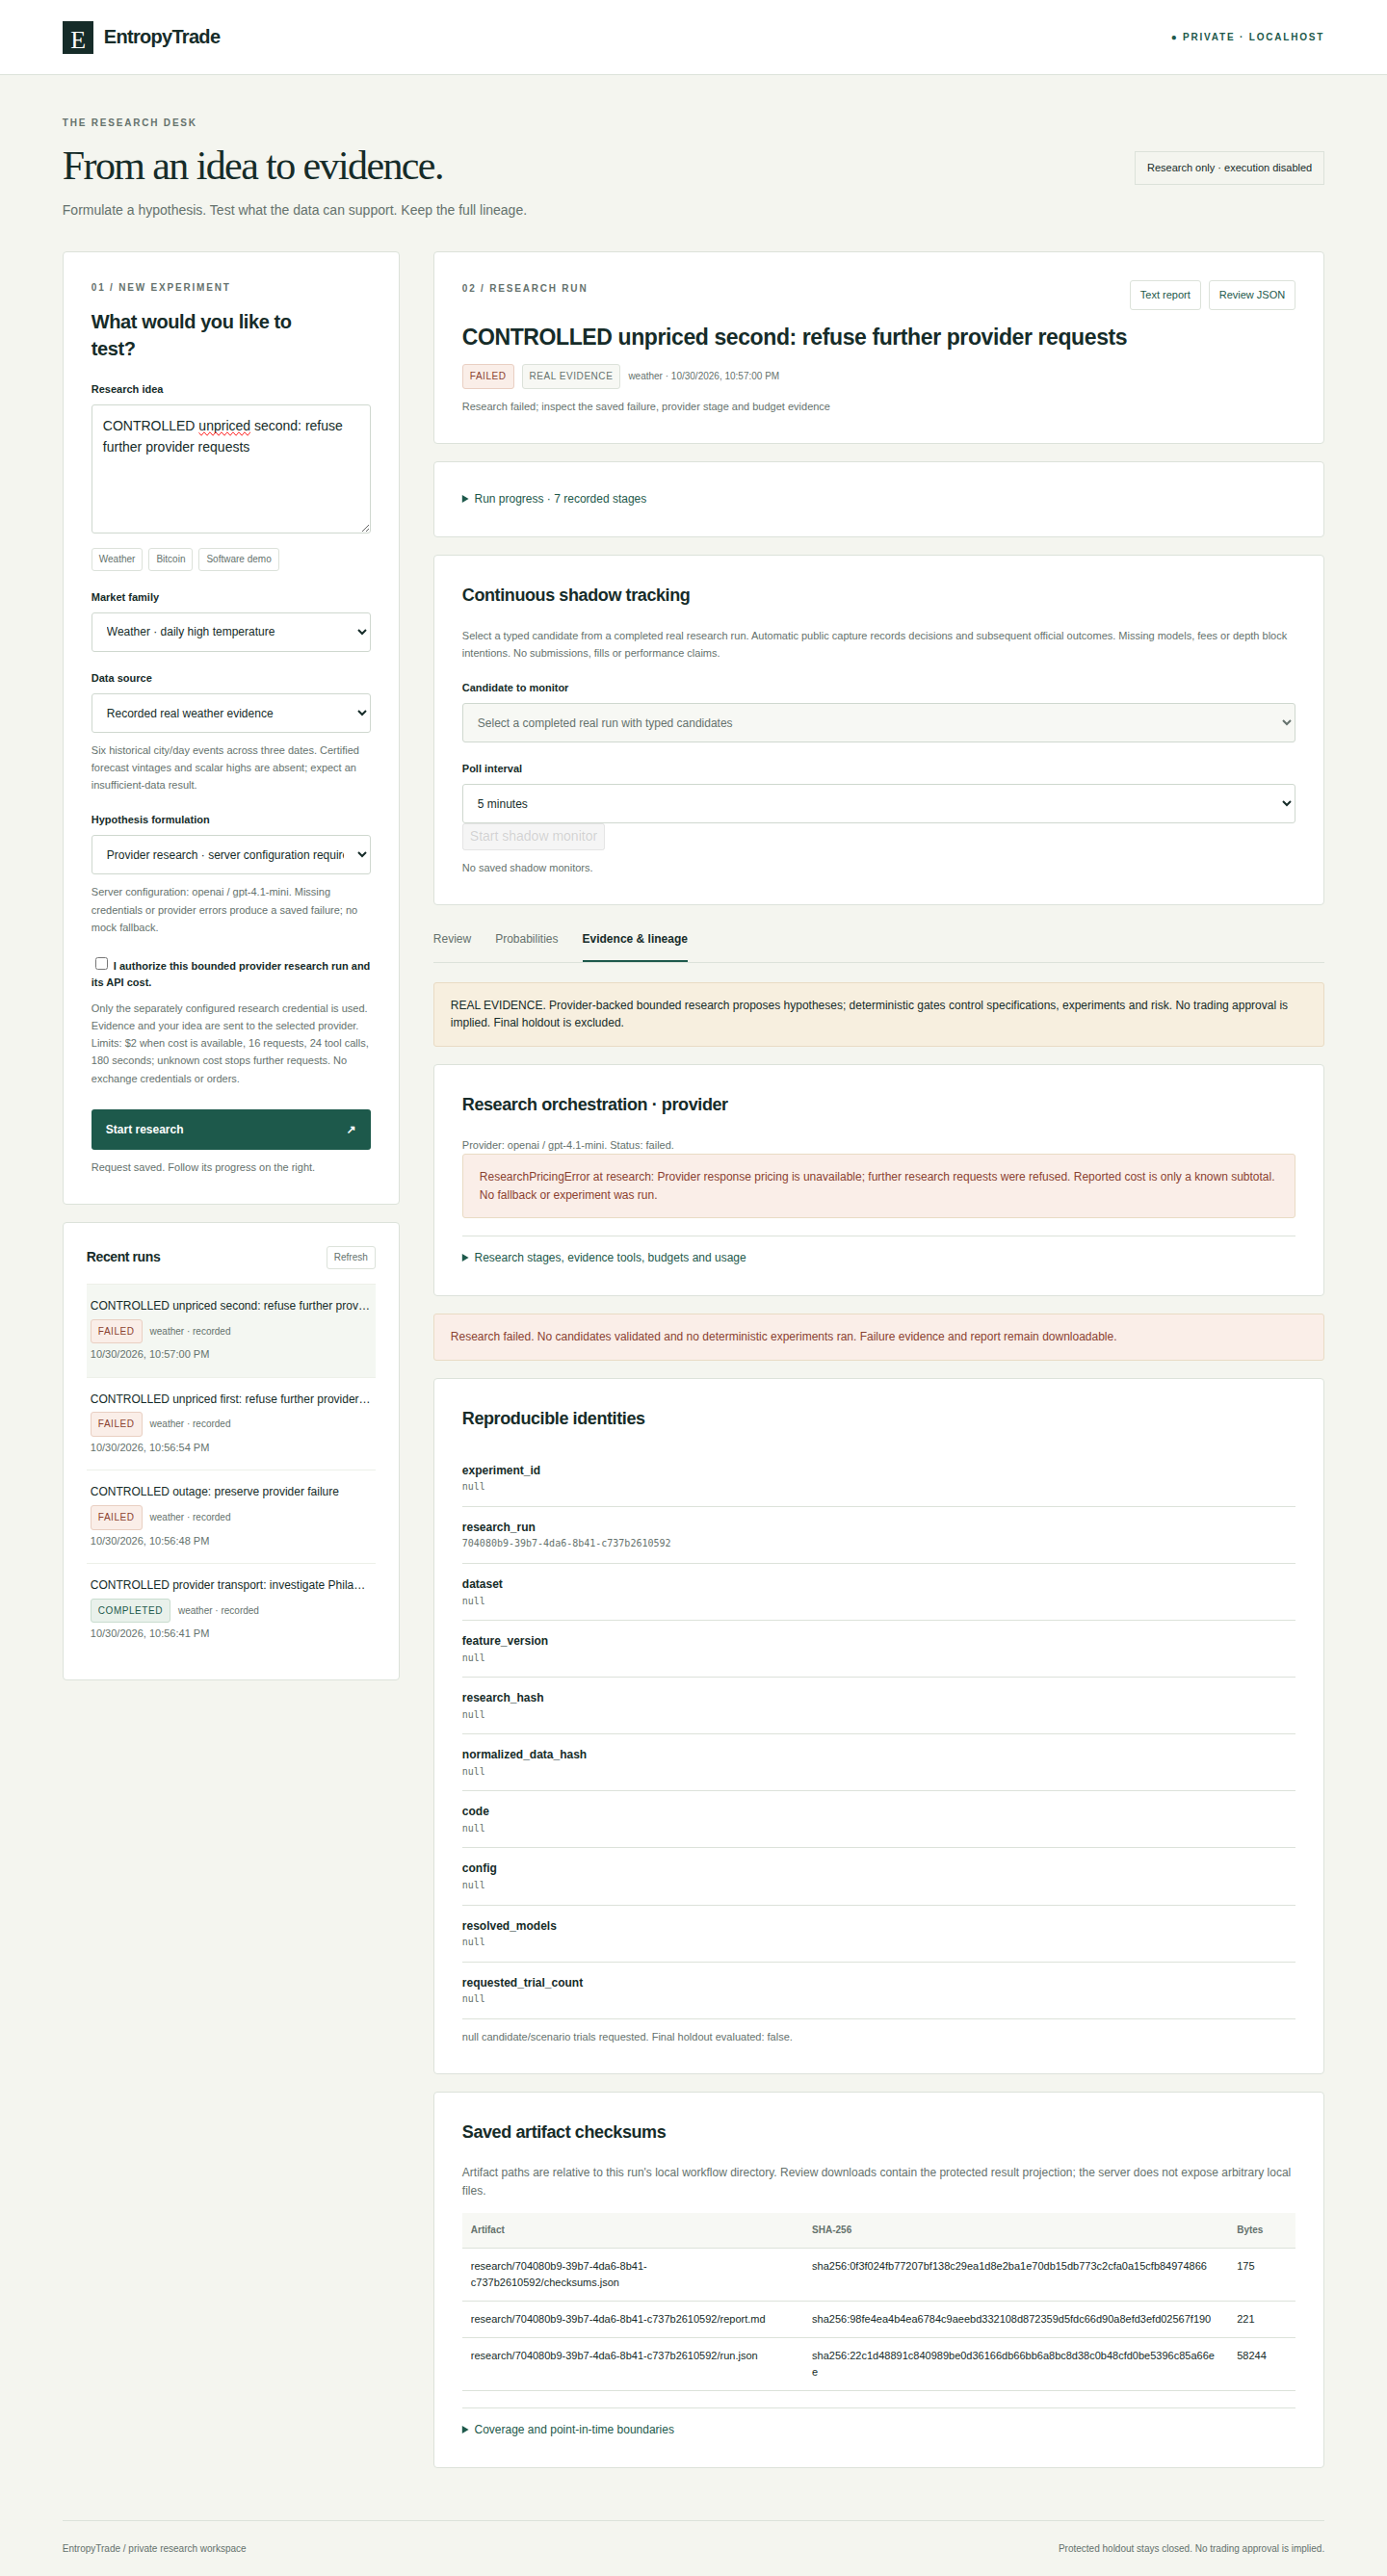 E EntropyTrade
● PRIVATE · LOCALHOST
THE RESEARCH DESK
From an idea to evidence.
Research only · execution disabled
Formulate a hypothesis. Test what the data can support. Keep the full lineage.
01 / NEW EXPERIMENT
What would you like to
test?
Research idea
CONTROLLED unpriced second: refuse
further provider requests
Weather
Bitcoin
Software demo
Market family
Weather · daily high temperature
Data source
Recorded real weather evidence
Six historical city/day events across three dates. Certified
forecast vintages and scalar highs are absent; expect an
insufficient-data result.
Hypothesis formulation
Provider research · server configuration require
Server configuration: openai / gpt-4.1-mini. Missing
credentials or provider errors produce a saved failure; no
mock fallback.
I authorize this bounded provider research run and
its API cost.
Only the separately configured research credential is used.
Evidence and your idea are sent to the selected provider.
Limits: $2 when cost is available, 16 requests, 24 tool calls,
180 seconds; unknown cost stops further requests. No
exchange credentials or orders.
Start research ↗
Request saved. Follow its progress on the right.
Recent runs
Refresh
CONTROLLED unpriced second: refuse further prov…
FAILED weather · recorded
10/30/2026, 10:57:00 PM
CONTROLLED unpriced first: refuse further provider…
FAILED weather · recorded
10/30/2026, 10:56:54 PM
CONTROLLED outage: preserve provider failure
FAILED weather · recorded
10/30/2026, 10:56:48 PM
CONTROLLED provider transport: investigate Phila…
COMPLETED weather · recorded
10/30/2026, 10:56:41 PM
02 / RESEARCH RUN
Text report
Review JSON
CONTROLLED unpriced second: refuse further provider requests
FAILED REAL EVIDENCE weather · 10/30/2026, 10:57:00 PM
Research failed; inspect the saved failure, provider stage and budget evidence
▶ Run progress · 7 recorded stages
Continuous shadow tracking
Select a typed candidate from a completed real research run. Automatic public capture records decisions and subsequent official outcomes. Missing models, fees or depth block
intentions. No submissions, fills or performance claims.
Candidate to monitor
Select a completed real run with typed candidates
Poll interval
5 minutes
Start shadow monitor
No saved shadow monitors.
Review
Probabilities
Evidence & lineage
REAL EVIDENCE. Provider-backed bounded research proposes hypotheses; deterministic gates control specifications, experiments and risk. No trading approval is
implied. Final holdout is excluded.
Research orchestration · provider
Provider: openai / gpt-4.1-mini. Status: failed.
ResearchPricingError at research: Provider response pricing is unavailable; further research requests were refused. Reported cost is only a known subtotal.
No fallback or experiment was run.
▶ Research stages, evidence tools, budgets and usage
Research failed. No candidates validated and no deterministic experiments ran. Failure evidence and report remain downloadable.
Reproducible identities
experiment_id
null
research_run
704080b9-39b7-4da6-8b41-c737b2610592
dataset
null
feature_version
null
research_hash
null
normalized_data_hash
null
code
null
config
null
resolved_models
null
requested_trial_count
null
null candidate/scenario trials requested. Final holdout evaluated: false.
Saved artifact checksums
Artifact paths are relative to this run's local workflow directory. Review downloads contain the protected result projection; the server does not expose arbitrary local
files.
Artifact SHA-256 Bytes
research/704080b9-39b7-4da6-8b41- sha256:0f3f024fb77207bf138c29ea1d8e2ba1e70db15db773c2cfa0a15cfb84974866 175
c737b2610592/checksums.json
research/704080b9-39b7-4da6-8b41-c737b2610592/report.md sha256:98fe4ea4b4ea6784c9aeebd332108d872359d5fdc66d90a8efd3efd02567f190 221
research/704080b9-39b7-4da6-8b41-c737b2610592/run.json sha256:22c1d48891c840989be0d36166db66bb6a8bc8d38c0b48cfd0be5396c85a66e 58244
e
▶ Coverage and point-in-time boundaries
EntropyTrade / private research workspace
Protected holdout stays closed. No trading approval is implied.